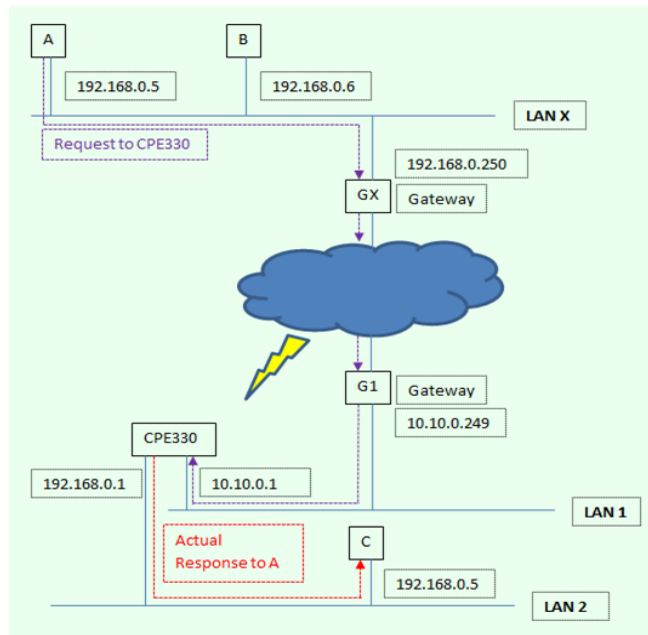 A
B
192.168.0.5
192.168.0.6
LAN X
Request to CPE330
192.168.0.250
GX
Gateway
G1
Gateway
10.10.0.249
CPE330
192.168.0.1
10.10.0.1
LAN 1
Actual
Response to A
C
192.168.0.5
LAN 2